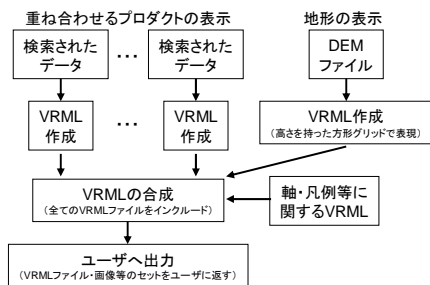 重ね合わせるプロダクトの表示
地形の表示
検索された
データ
…
検索された
データ
DEM
ファイル
VRML
作成
…
VRML
作成
VRML作成
(高さを持った方形グリッドで表現)
VRMLの合成
(全てのVRMLファイルをインクルード)
軸・凡例等に
関するVRML
ユーザへ出力
(VRMLファイル・画像等のセットをユーザに返す)